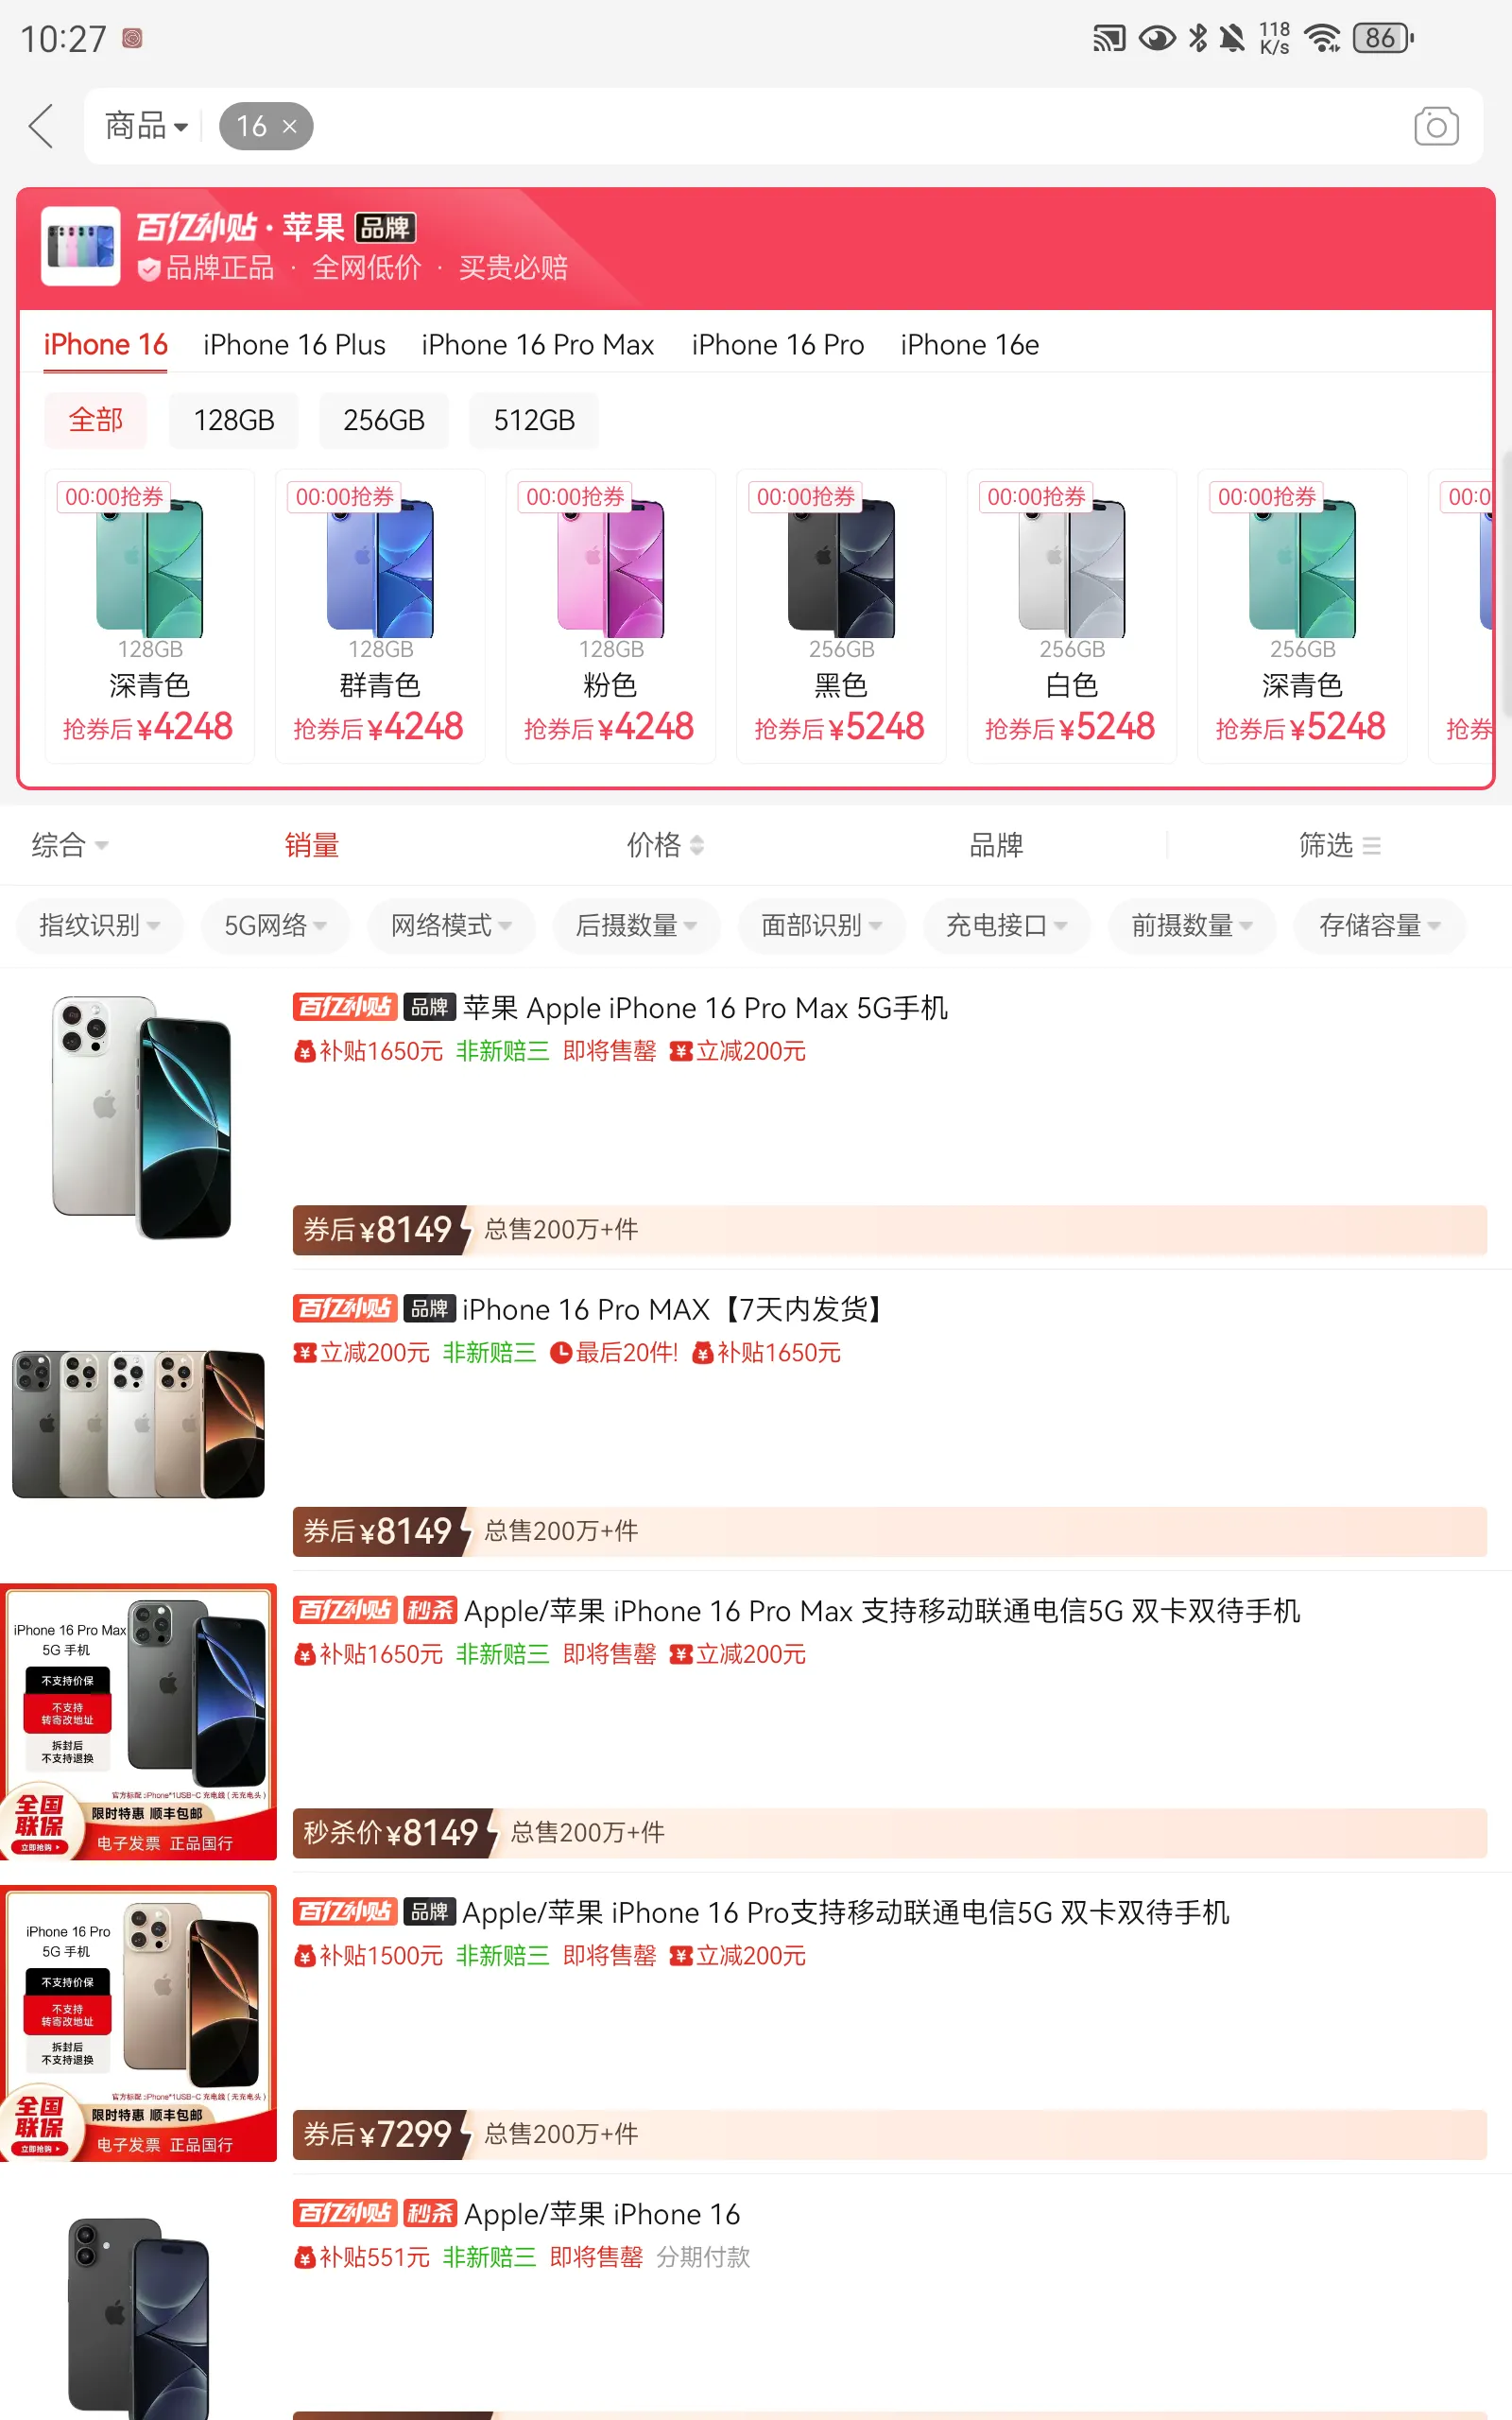 10:27
118
K/s
86
商品
16 ×
百亿补贴·苹果 品牌
品牌正品 · 全网低价 · 买贵必赔
iPhone 16 iPhone 16 Plus iPhone 16 Pro Max iPhone 16 Pro iPhone 16e
全部 128GB 256GB 512GB
00:00抢券 00:00抢券 00:00抢券 00:00抢券 00:00抢券 00:00抢券 00:0
128GB 128GB 128GB 256GB 256GB 256GB
深青色 群青色 粉色 黑色 白色 深青色
抢券后¥4248 抢券后¥4248 抢券后¥4248 抢券后¥5248 抢券后¥5248 抢券后¥5248 抢券
综合 销量 价格 品牌 筛选
指纹识别 5G网络 网络模式 后摄数量 面部识别 充电接口 前摄数量 存储容量
百亿补贴 品牌 苹果 Apple iPhone 16 Pro Max 5G手机
补贴1650元 非新赔三 即将售罄 立减200元
券后¥8149 总售200万+件
百亿补贴 品牌 iPhone 16 Pro MAX【7天内发货】
立减200元 非新赔三 最后20件! 补贴1650元
券后¥8149 总售200万+件
iPhone 16 Pro Max
5G 手机
不支持价保
不支持
转寄改地址
拆封后
不支持退换
官方标配:iPhone*1USB-C 充电线(无充电头)
全国
联保
立即抢购
限时特惠 顺丰包邮
电子发票 正品国行
百亿补贴 秒杀 Apple/苹果 iPhone 16 Pro Max 支持移动联通电信5G 双卡双待手机
补贴1650元 非新赔三 即将售罄 立减200元
秒杀价¥8149 总售200万+件
iPhone 16 Pro
5G 手机
不支持价保
不支持
转寄改地址
拆封后
不支持退换
官方标配:iPhone*1USB-C 充电线(无充电头)
全国
联保
立即抢购
限时特惠 顺丰包邮
电子发票 正品国行
百亿补贴 品牌 Apple/苹果 iPhone 16 Pro支持移动联通电信5G 双卡双待手机
补贴1500元 非新赔三 即将售罄 立减200元
券后¥7299 总售200万+件
百亿补贴 秒杀 Apple/苹果 iPhone 16
补贴551元 非新赔三 即将售罄 分期付款